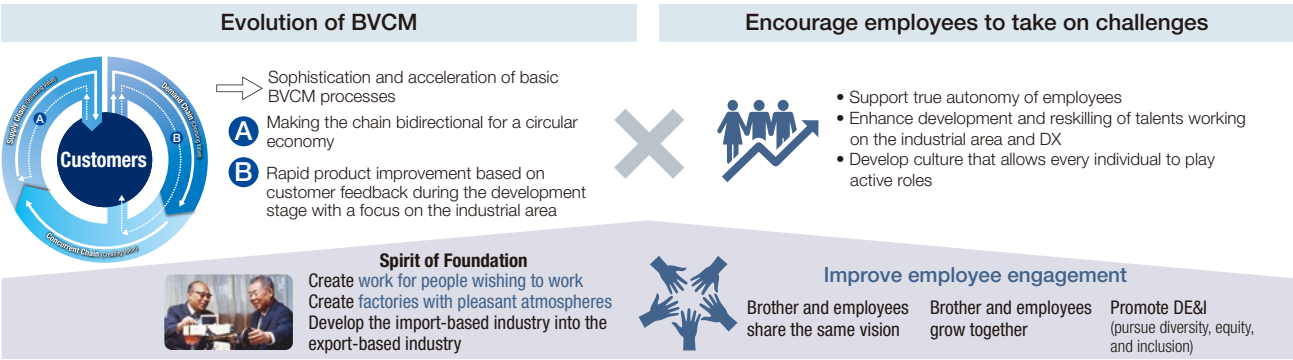 Evolution of BVCM
Supply Chain (Delivering Value)
Demand Chain (Choosing Value)
A
B
Customers
Concurrent Chain (Creating Value)
Sophistication and acceleration of basic
BVCM processes
A
Making the chain bidirectional for a circular
economy
B
Rapid product improvement based on
customer feedback during the development
stage with a focus on the industrial area
Encourage employees to take on challenges
• Support true autonomy of employees
• Enhance development and reskilling of talents working
on the industrial area and DX
• Develop culture that allows every individual to play
active roles
Spirit of Foundation
Create work for people wishing to work
Create factories with pleasant atmospheres
Develop the import-based industry into the
export-based industry
Improve employee engagement
Brother and employees
share the same vision
Brother and employees
grow together
Promote DE&I
(pursue diversity, equity,
and inclusion)